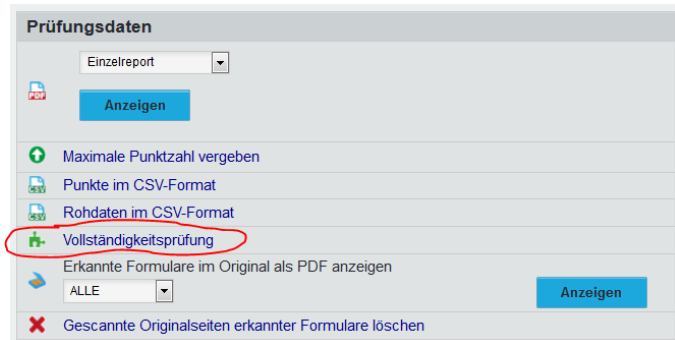 Prüfungsdaten
Einzelreport
PDF
Anzeigen
Maximale Punktzahl vergeben
CSV
Punkte im CSV-Format
CSV
Rohdaten im CSV-Format
Vollständigkeitsprüfung
Erkannte Formulare im Original als PDF anzeigen
ALLE
Anzeigen
Gescannte Originalseiten erkannter Formulare löschen